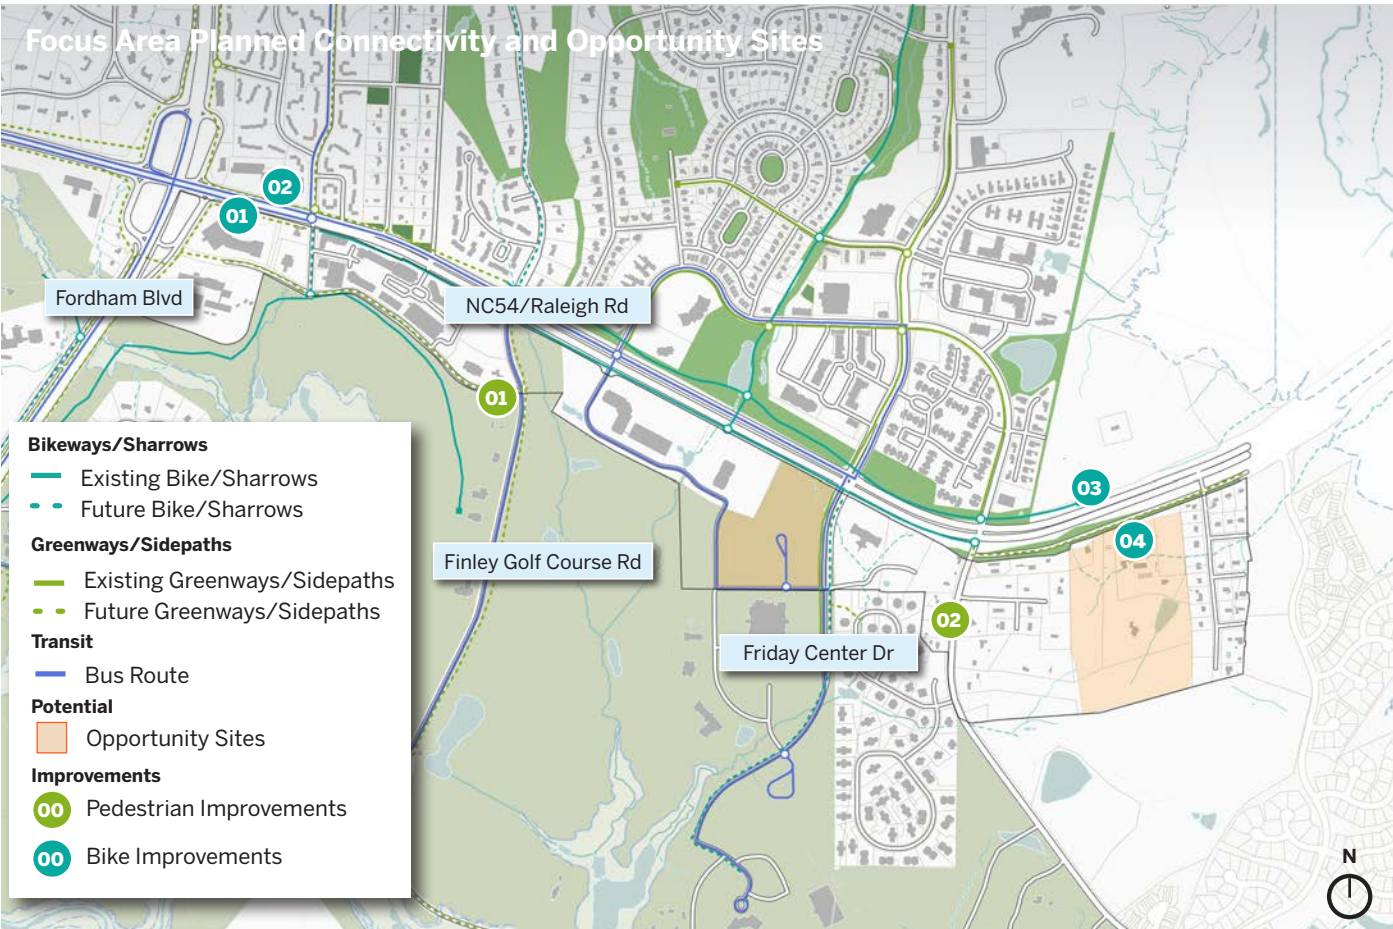 Focus Area Planned Connectivity and Opportunity Sites
02
01
Fordham Blvd
NC54/Raleigh Rd
01
03
04
Finley Golf Course Rd
02
Friday Center Dr
Bikeways/Sharrows
Existing Bike/Sharrows
Future Bike/Sharrows
Greenways/Sidepaths
Existing Greenways/Sidepaths
Future Greenways/Sidepaths
Transit
Bus Route
Potential
Opportunity Sites
Improvements
00 Pedestrian Improvements
00 Bike Improvements
N